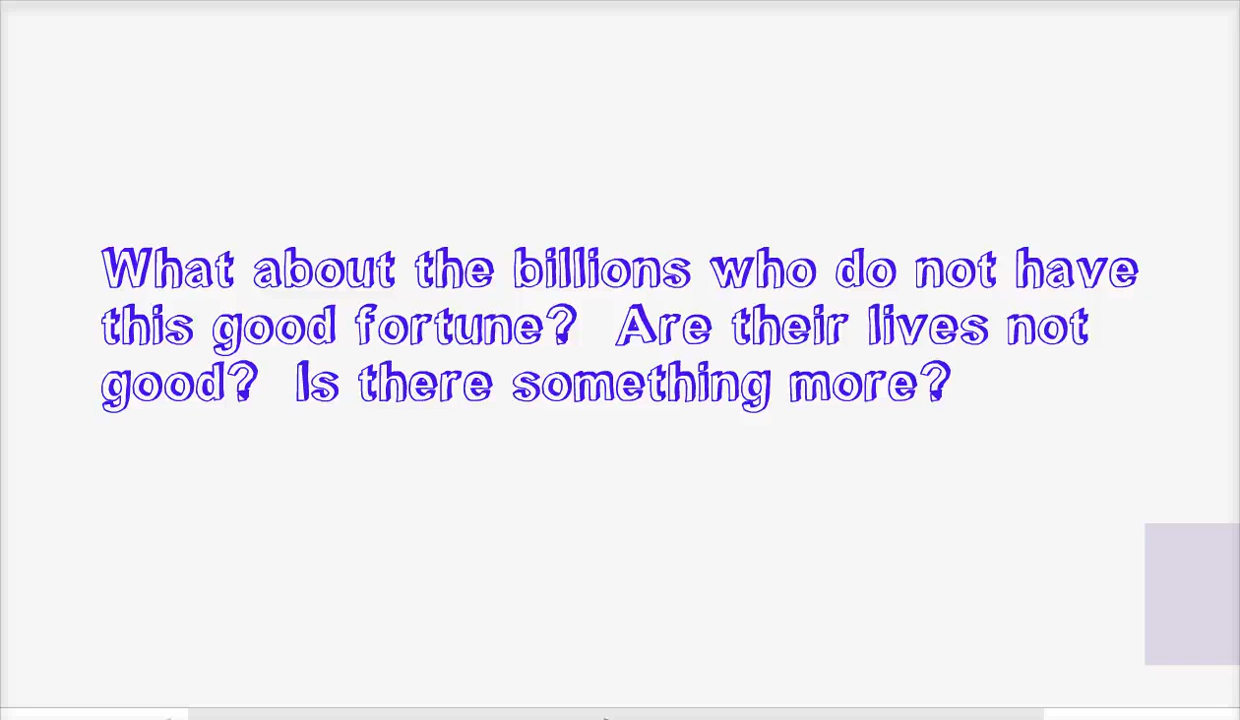 What about the billions who do not have
this good fortune? Are their lives not
good? Is there something more?